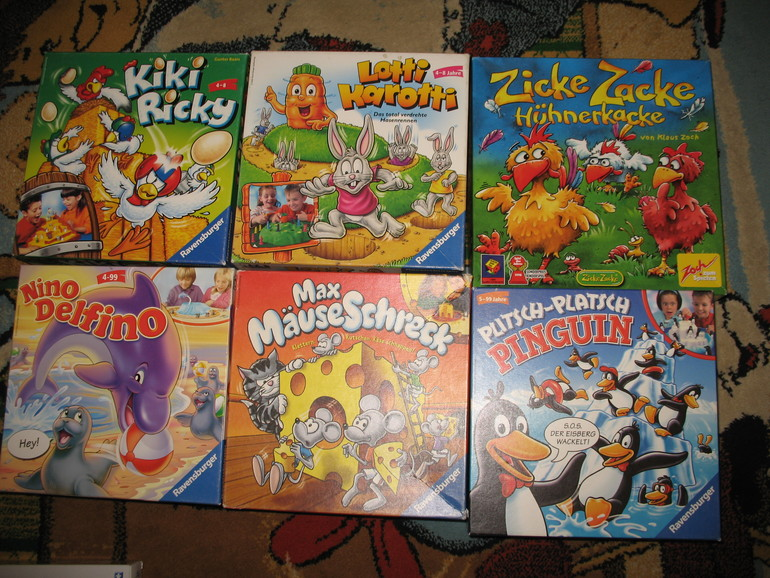 Kiki
Ricky
4-8
Ravensburger
4-8 Jahre
Lotti
Karotti
Das total verdrehte
Hasenrennen
Ravensburger
Zicke Zacke
Hühnerkacke
von Klaus Zoch
Zoch
Nino
Delfino
4-99
Hey!
Ravensburger
Max
MäuseSchreck
Ravensburger
5-99 Jahre
PLITSCH-PLATSCH
PINGUIN
S.O.S.
DER EISBERG
WACKELT!
Ravensburger